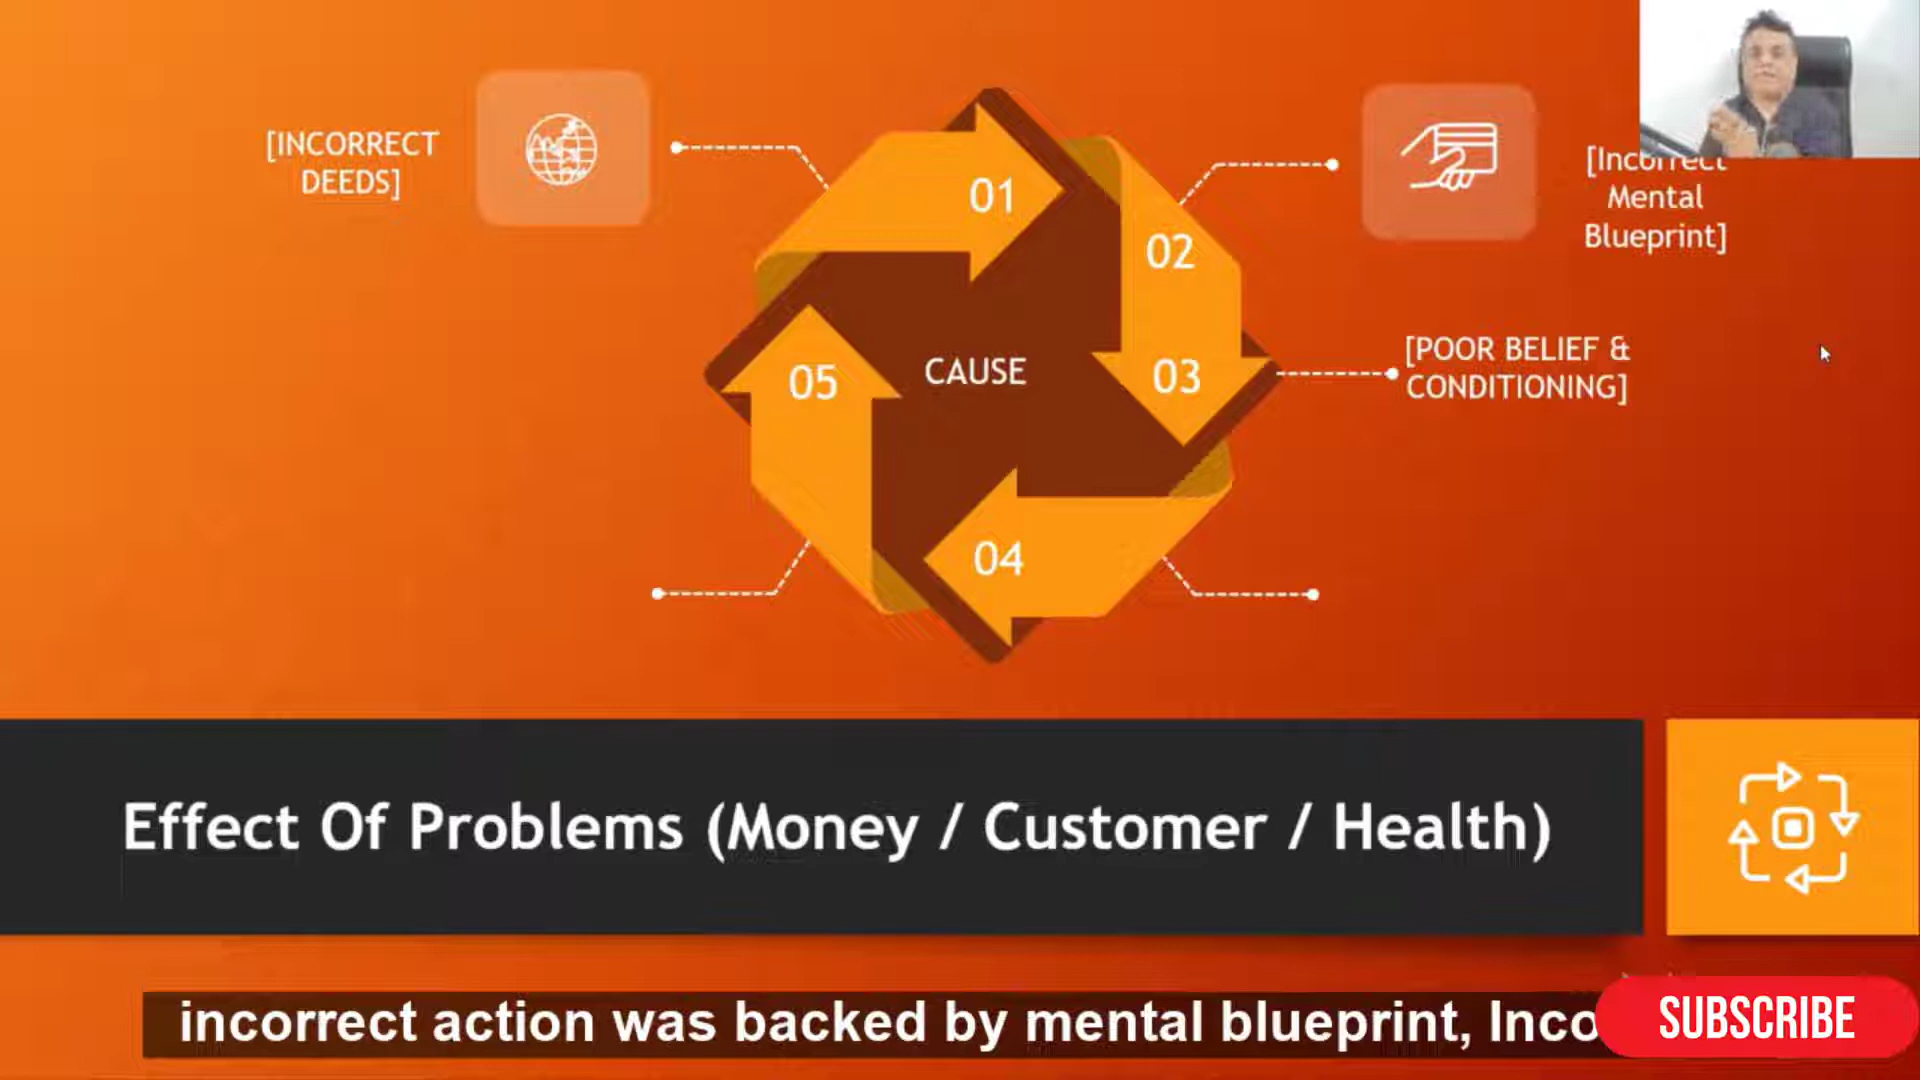 [INCORRECT
DEEDS]
01
02
[Incorrect
Mental
Blueprint]
03
[POOR BELIEF &
CONDITIONING]
CAUSE
05
04
Effect Of Problems (Money / Customer / Health)
incorrect action was backed by mental blueprint, Inco
SUBSCRIBE